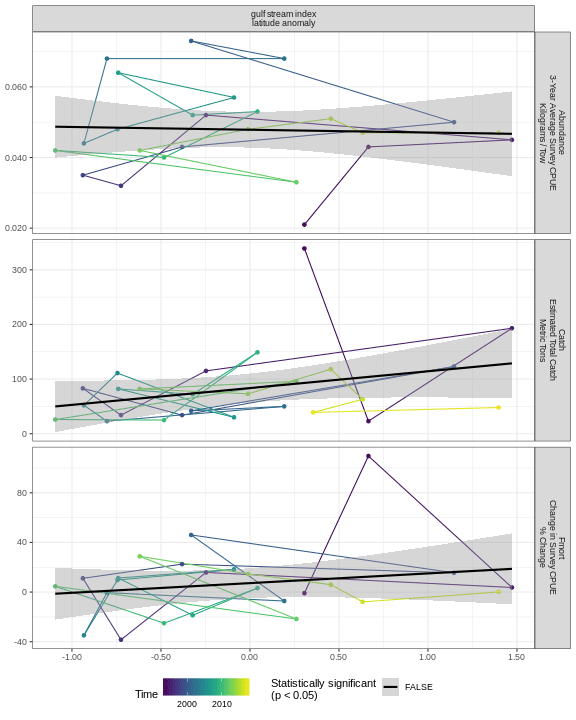 gulf stream index
latitude anomaly
0.060
0.040
0.020
Abundance
3-Year Average Survey CPUE
Kilograms / Tow
300
200
100
0
Catch
Estimated Total Catch
Metric Tons
80
40
0
-40
Fmort
Change in Survey CPUE
% Change
-1.00
-0.50
0.00
0.50
1.00
1.50
Time
2000
2010
Statistically significant
(p < 0.05)
FALSE